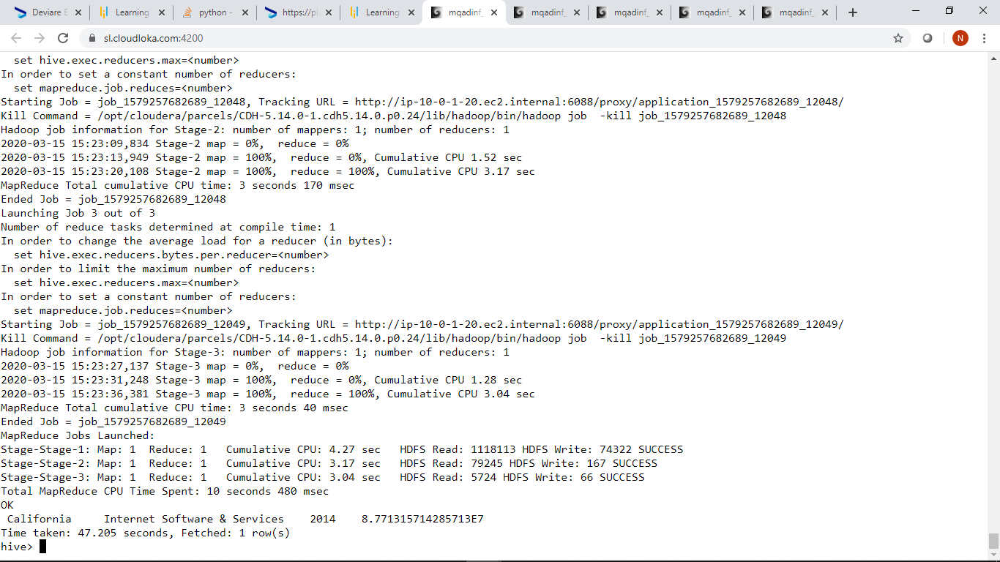 Deviare E
Learning
python -
https://pl
Learning
mqadinf_
mqadinf_
mqadinf_
mqadinf_
mqadinf_
sl.cloudloka.com:4200
N
set hive.exec.reducers.max=<number>
In order to set a constant number of reducers:
set mapreduce.job.reduces=<number>
Starting Job = job_1579257682689_12048, Tracking URL = http://ip-10-0-1-20.ec2.internal:6088/proxy/application_1579257682689_12048/
Kill Command = /opt/cloudera/parcels/CDH-5.14.0-1.cdh5.14.0.p0.24/lib/hadoop/bin/hadoop job  -kill job_1579257682689_12048
Hadoop job information for Stage-2: number of mappers: 1; number of reducers: 1
2020-03-15 15:23:09,834 Stage-2 map = 0%,  reduce = 0%
2020-03-15 15:23:13,949 Stage-2 map = 100%,  reduce = 0%, Cumulative CPU 1.52 sec
2020-03-15 15:23:20,108 Stage-2 map = 100%,  reduce = 100%, Cumulative CPU 3.17 sec
MapReduce Total cumulative CPU time: 3 seconds 170 msec
Ended Job = job_1579257682689_12048
Launching Job 3 out of 3
Number of reduce tasks determined at compile time: 1
In order to change the average load for a reducer (in bytes):
set hive.exec.reducers.bytes.per.reducer=<number>
In order to limit the maximum number of reducers:
set hive.exec.reducers.max=<number>
In order to set a constant number of reducers:
set mapreduce.job.reduces=<number>
Starting Job = job_1579257682689_12049, Tracking URL = http://ip-10-0-1-20.ec2.internal:6088/proxy/application_1579257682689_12049/
Kill Command = /opt/cloudera/parcels/CDH-5.14.0-1.cdh5.14.0.p0.24/lib/hadoop/bin/hadoop job  -kill job_1579257682689_12049
Hadoop job information for Stage-3: number of mappers: 1; number of reducers: 1
2020-03-15 15:23:27,137 Stage-3 map = 0%,  reduce = 0%
2020-03-15 15:23:31,248 Stage-3 map = 100%,  reduce = 0%, Cumulative CPU 1.28 sec
2020-03-15 15:23:36,381 Stage-3 map = 100%,  reduce = 100%, Cumulative CPU 3.04 sec
MapReduce Total cumulative CPU time: 3 seconds 40 msec
Ended Job = job_1579257682689_12049
MapReduce Jobs Launched:
Stage-Stage-1: Map: 1  Reduce: 1   Cumulative CPU: 4.27 sec   HDFS Read: 1118113 HDFS Write: 74322 SUCCESS
Stage-Stage-2: Map: 1  Reduce: 1   Cumulative CPU: 3.17 sec   HDFS Read: 79245 HDFS Write: 167 SUCCESS
Stage-Stage-3: Map: 1  Reduce: 1   Cumulative CPU: 3.04 sec   HDFS Read: 5724 HDFS Write: 66 SUCCESS
Total MapReduce CPU Time Spent: 10 seconds 480 msec
OK
California     Internet Software & Services    2014    8.771315714285713E7
Time taken: 47.205 seconds, Fetched: 1 row(s)
hive>